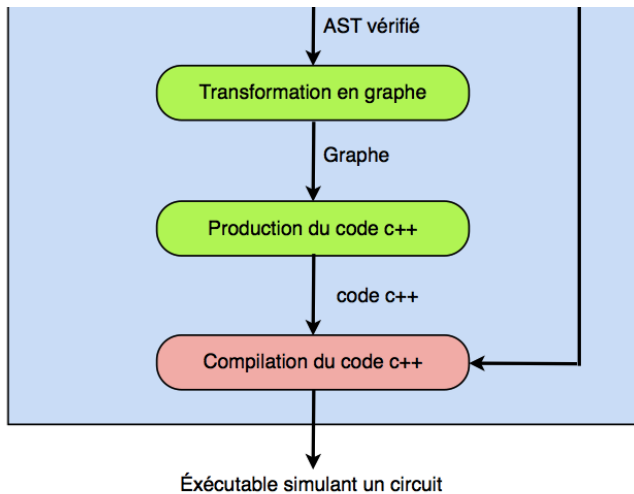 AST vérifié
Transformation en graphe
Graphe
Production du code c++
code c++
Compilation du code c++
Éxécutable simulant un circuit